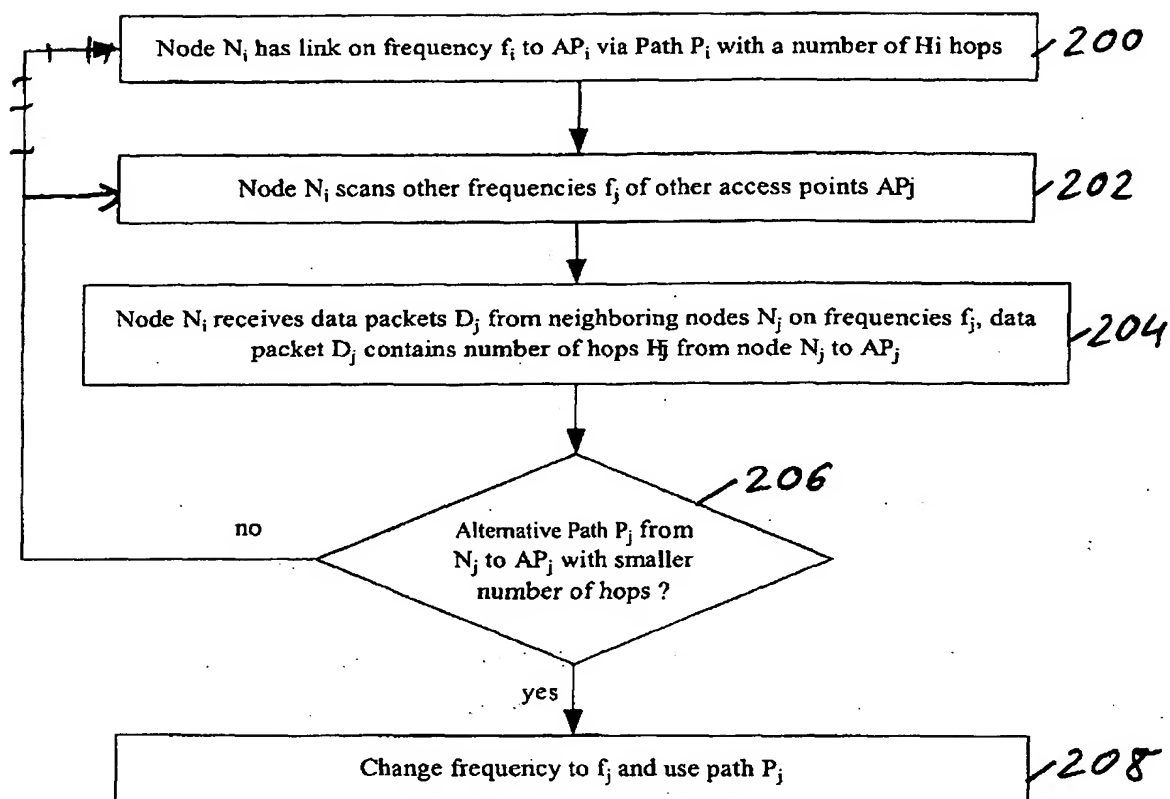 Node Ni has link on frequency fi to APi via Path Pi with a number of Hi hops
200
Node Ni scans other frequencies fj of other access points APj
202
Node Ni receives data packets Dj from neighboring nodes Nj on frequencies fj, data
packet Dj contains number of hops Hj from node Nj to APj
204
206
no
Alternative Path Pj from
Nj to APj with smaller
number of hops ?
yes
Change frequency to fj and use path Pj
208